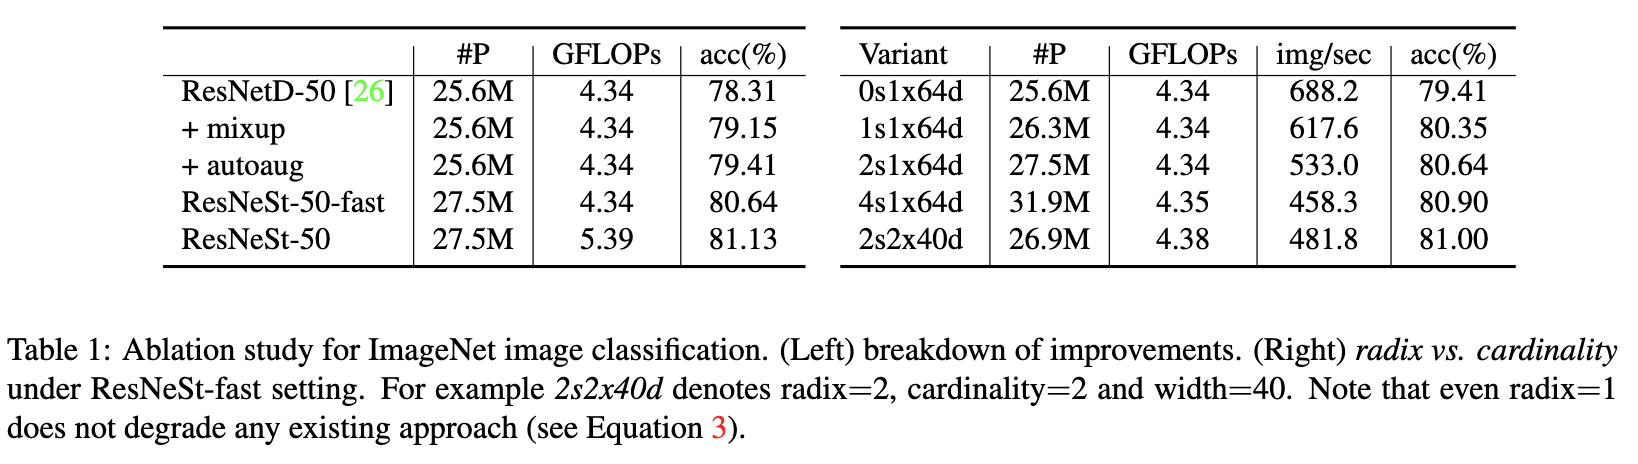 #P GFLOPs acc(%)
ResNetD-50 [26] 25.6M 4.34 78.31
+ mixup 25.6M 4.34 79.15
+ autoaug 25.6M 4.34 79.41
ResNeSt-50-fast 27.5M 4.34 80.64
ResNeSt-50 27.5M 5.39 81.13
Variant #P GFLOPs img/sec acc(%)
0s1x64d 25.6M 4.34 688.2 79.41
1s1x64d 26.3M 4.34 617.6 80.35
2s1x64d 27.5M 4.34 533.0 80.64
4s1x64d 31.9M 4.35 458.3 80.90
2s2x40d 26.9M 4.38 481.8 81.00
Table 1: Ablation study for ImageNet image classification. (Left) breakdown of improvements. (Right) radix vs. cardinality
under ResNeSt-fast setting. For example 2s2x40d denotes radix=2, cardinality=2 and width=40. Note that even radix=1
does not degrade any existing approach (see Equation 3).